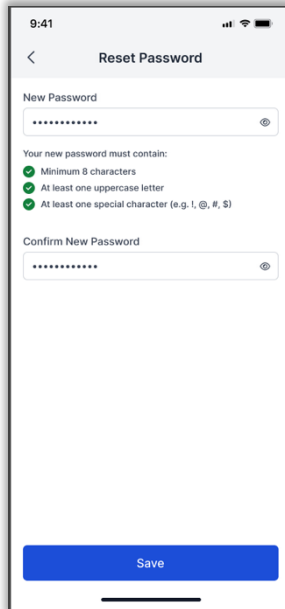 9:41
Reset Password
New Password
••••••••••••
Your new password must contain:
Minimum 8 characters
At least one uppercase letter
At least one special character (e.g. !, @, #, $)
Confirm New Password
••••••••••••
Save